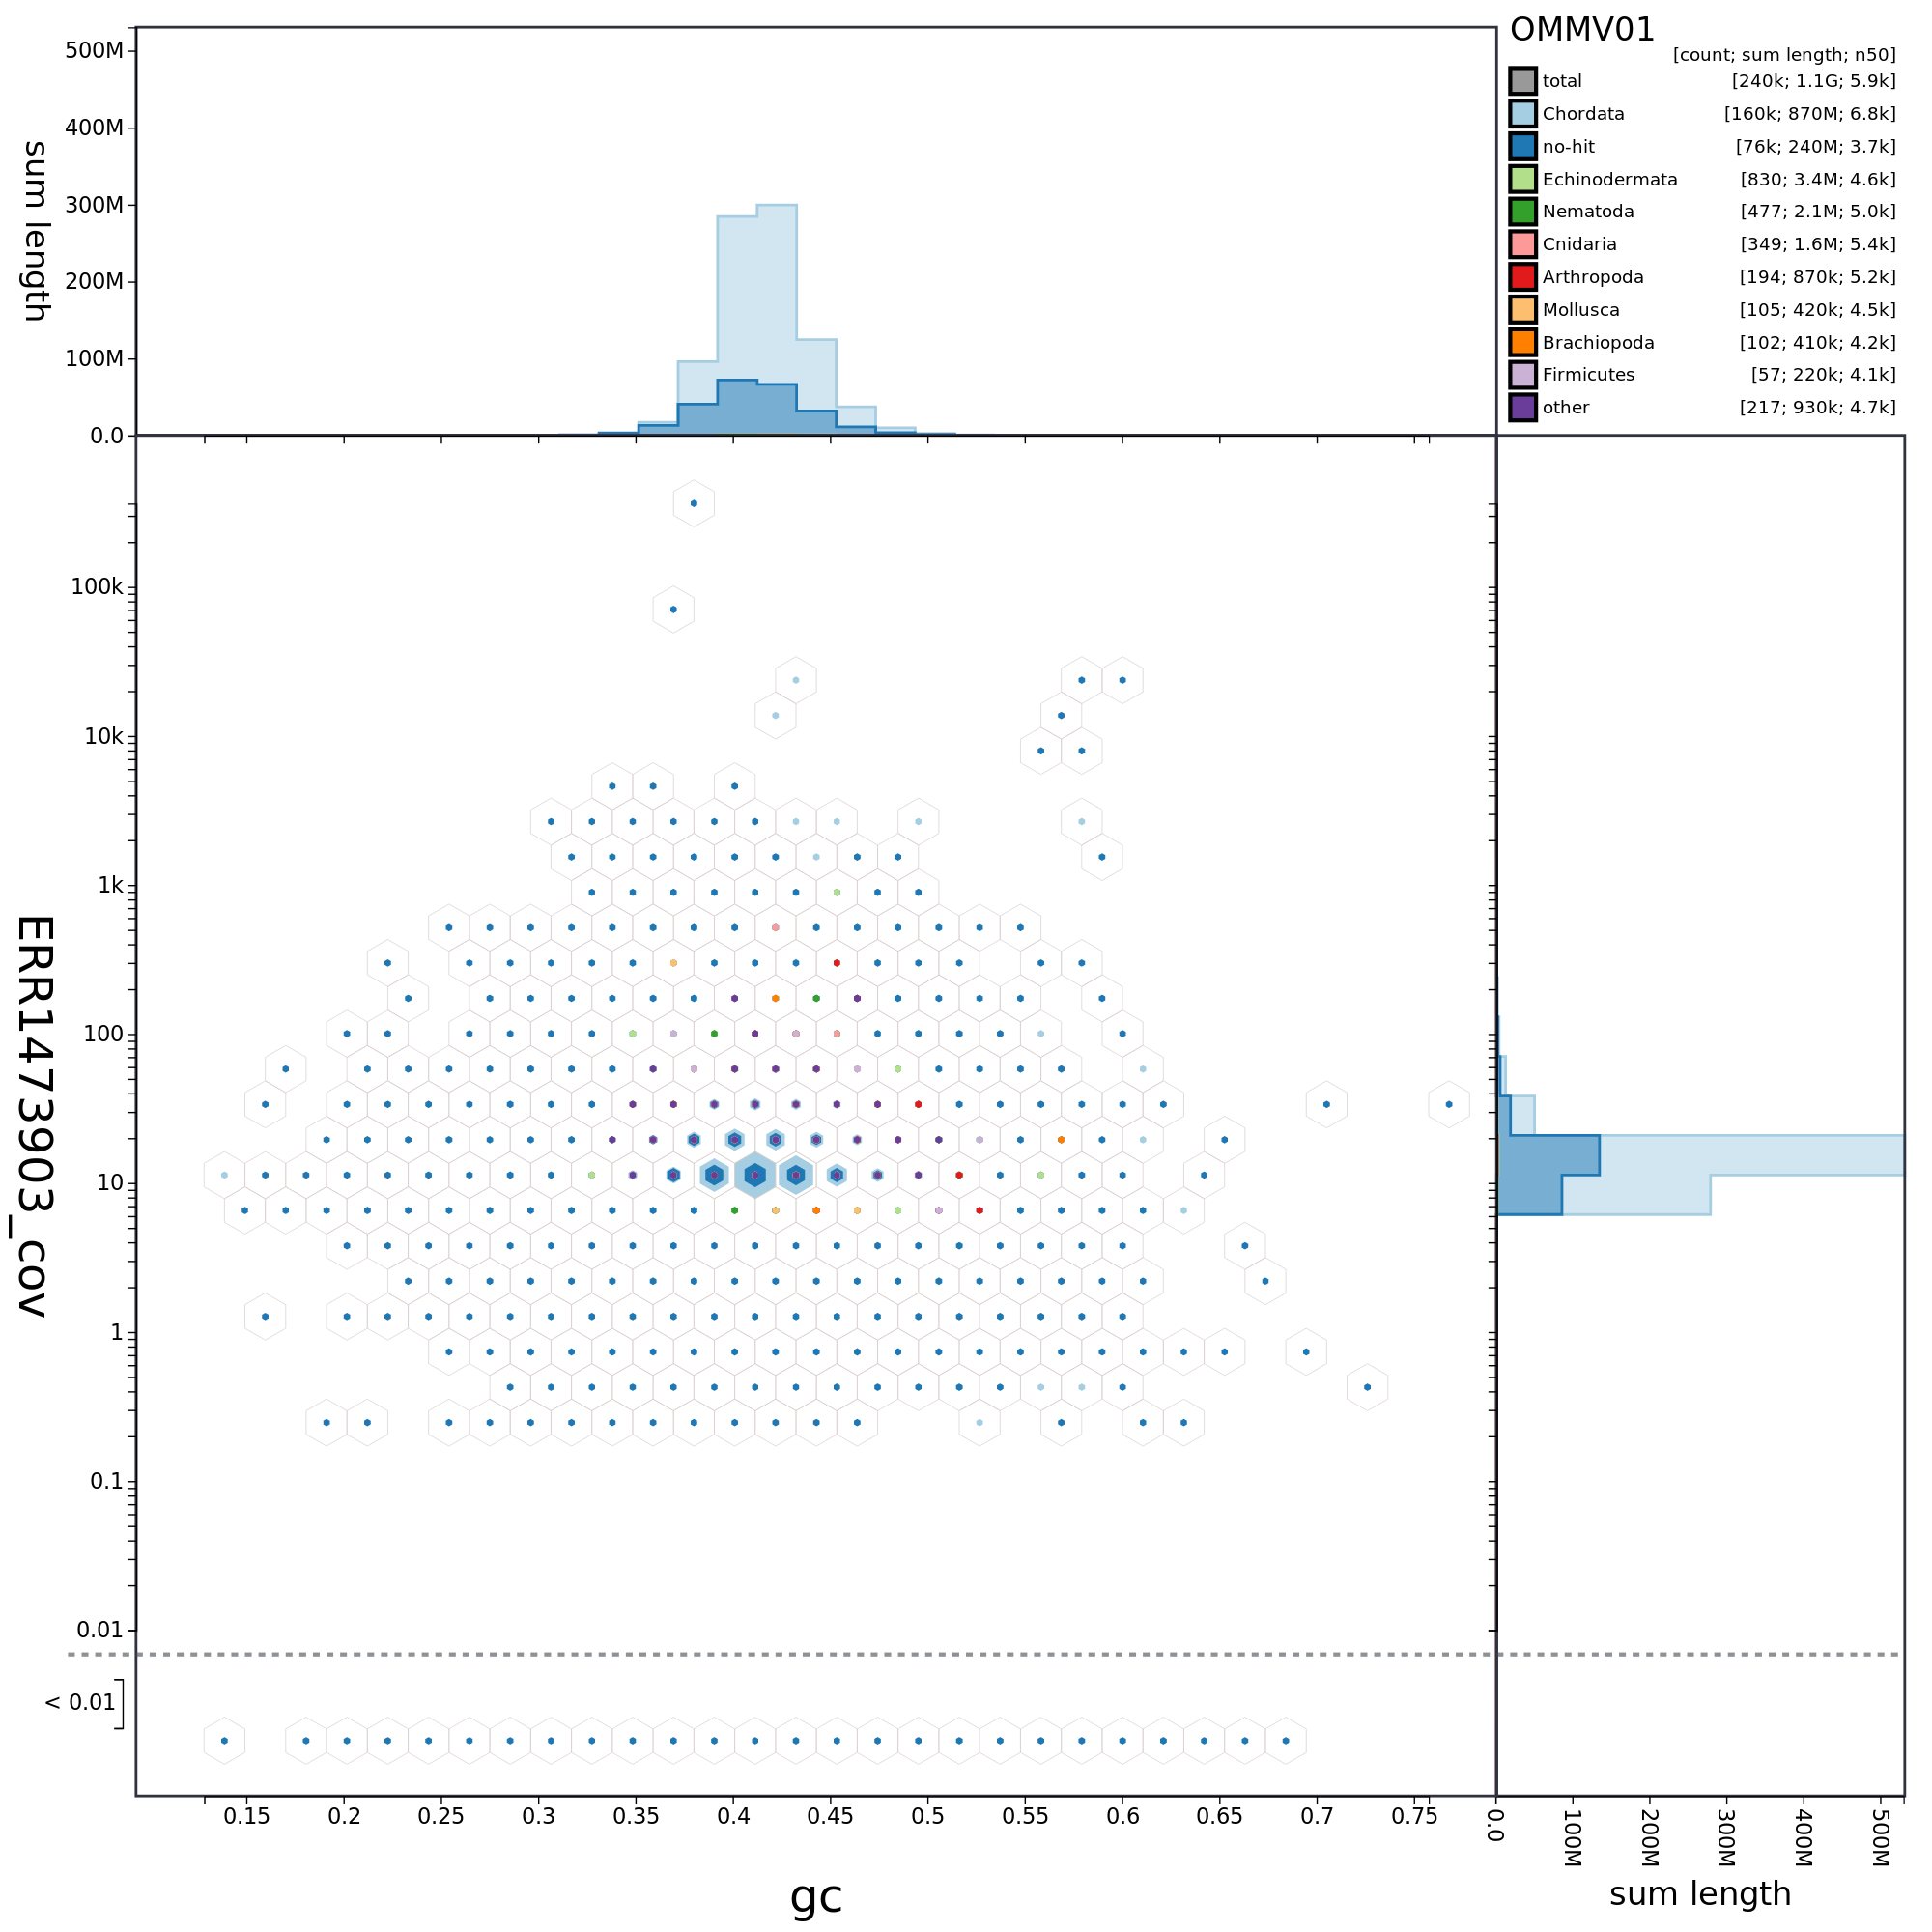 OMMV01
[count; sum length; n50]
total [240k; 1.1G; 5.9k]
Chordata [160k; 870M; 6.8k]
no-hit [76k; 240M; 3.7k]
Echinodermata [830; 3.4M; 4.6k]
Nematoda [477; 2.1M; 5.0k]
Cnidaria [349; 1.6M; 5.4k]
Arthropoda [194; 870k; 5.2k]
Mollusca [105; 420k; 4.5k]
Brachiopoda [102; 410k; 4.2k]
Firmicutes [57; 220k; 4.1k]
other [217; 930k; 4.7k]
sum length
500M
400M
300M
200M
100M
0.0
ERR1473903_cov
100k
10k
1k
100
10
1
0.1
0.01
< 0.01
0.15 0.2 0.25 0.3 0.35 0.4 0.45 0.5 0.55 0.6 0.65 0.7 0.75
gc
0.0 100M 200M 300M 400M 500M
sum length